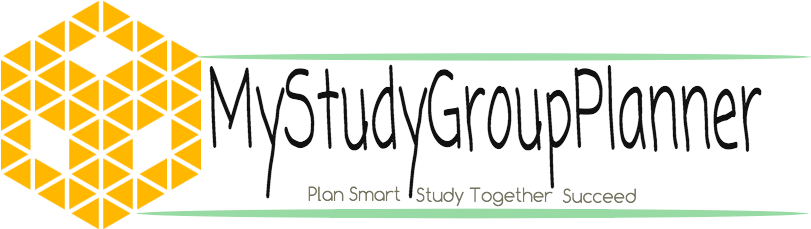 MyStudyGroupPlanner
Plan Smart Study Together Succeed